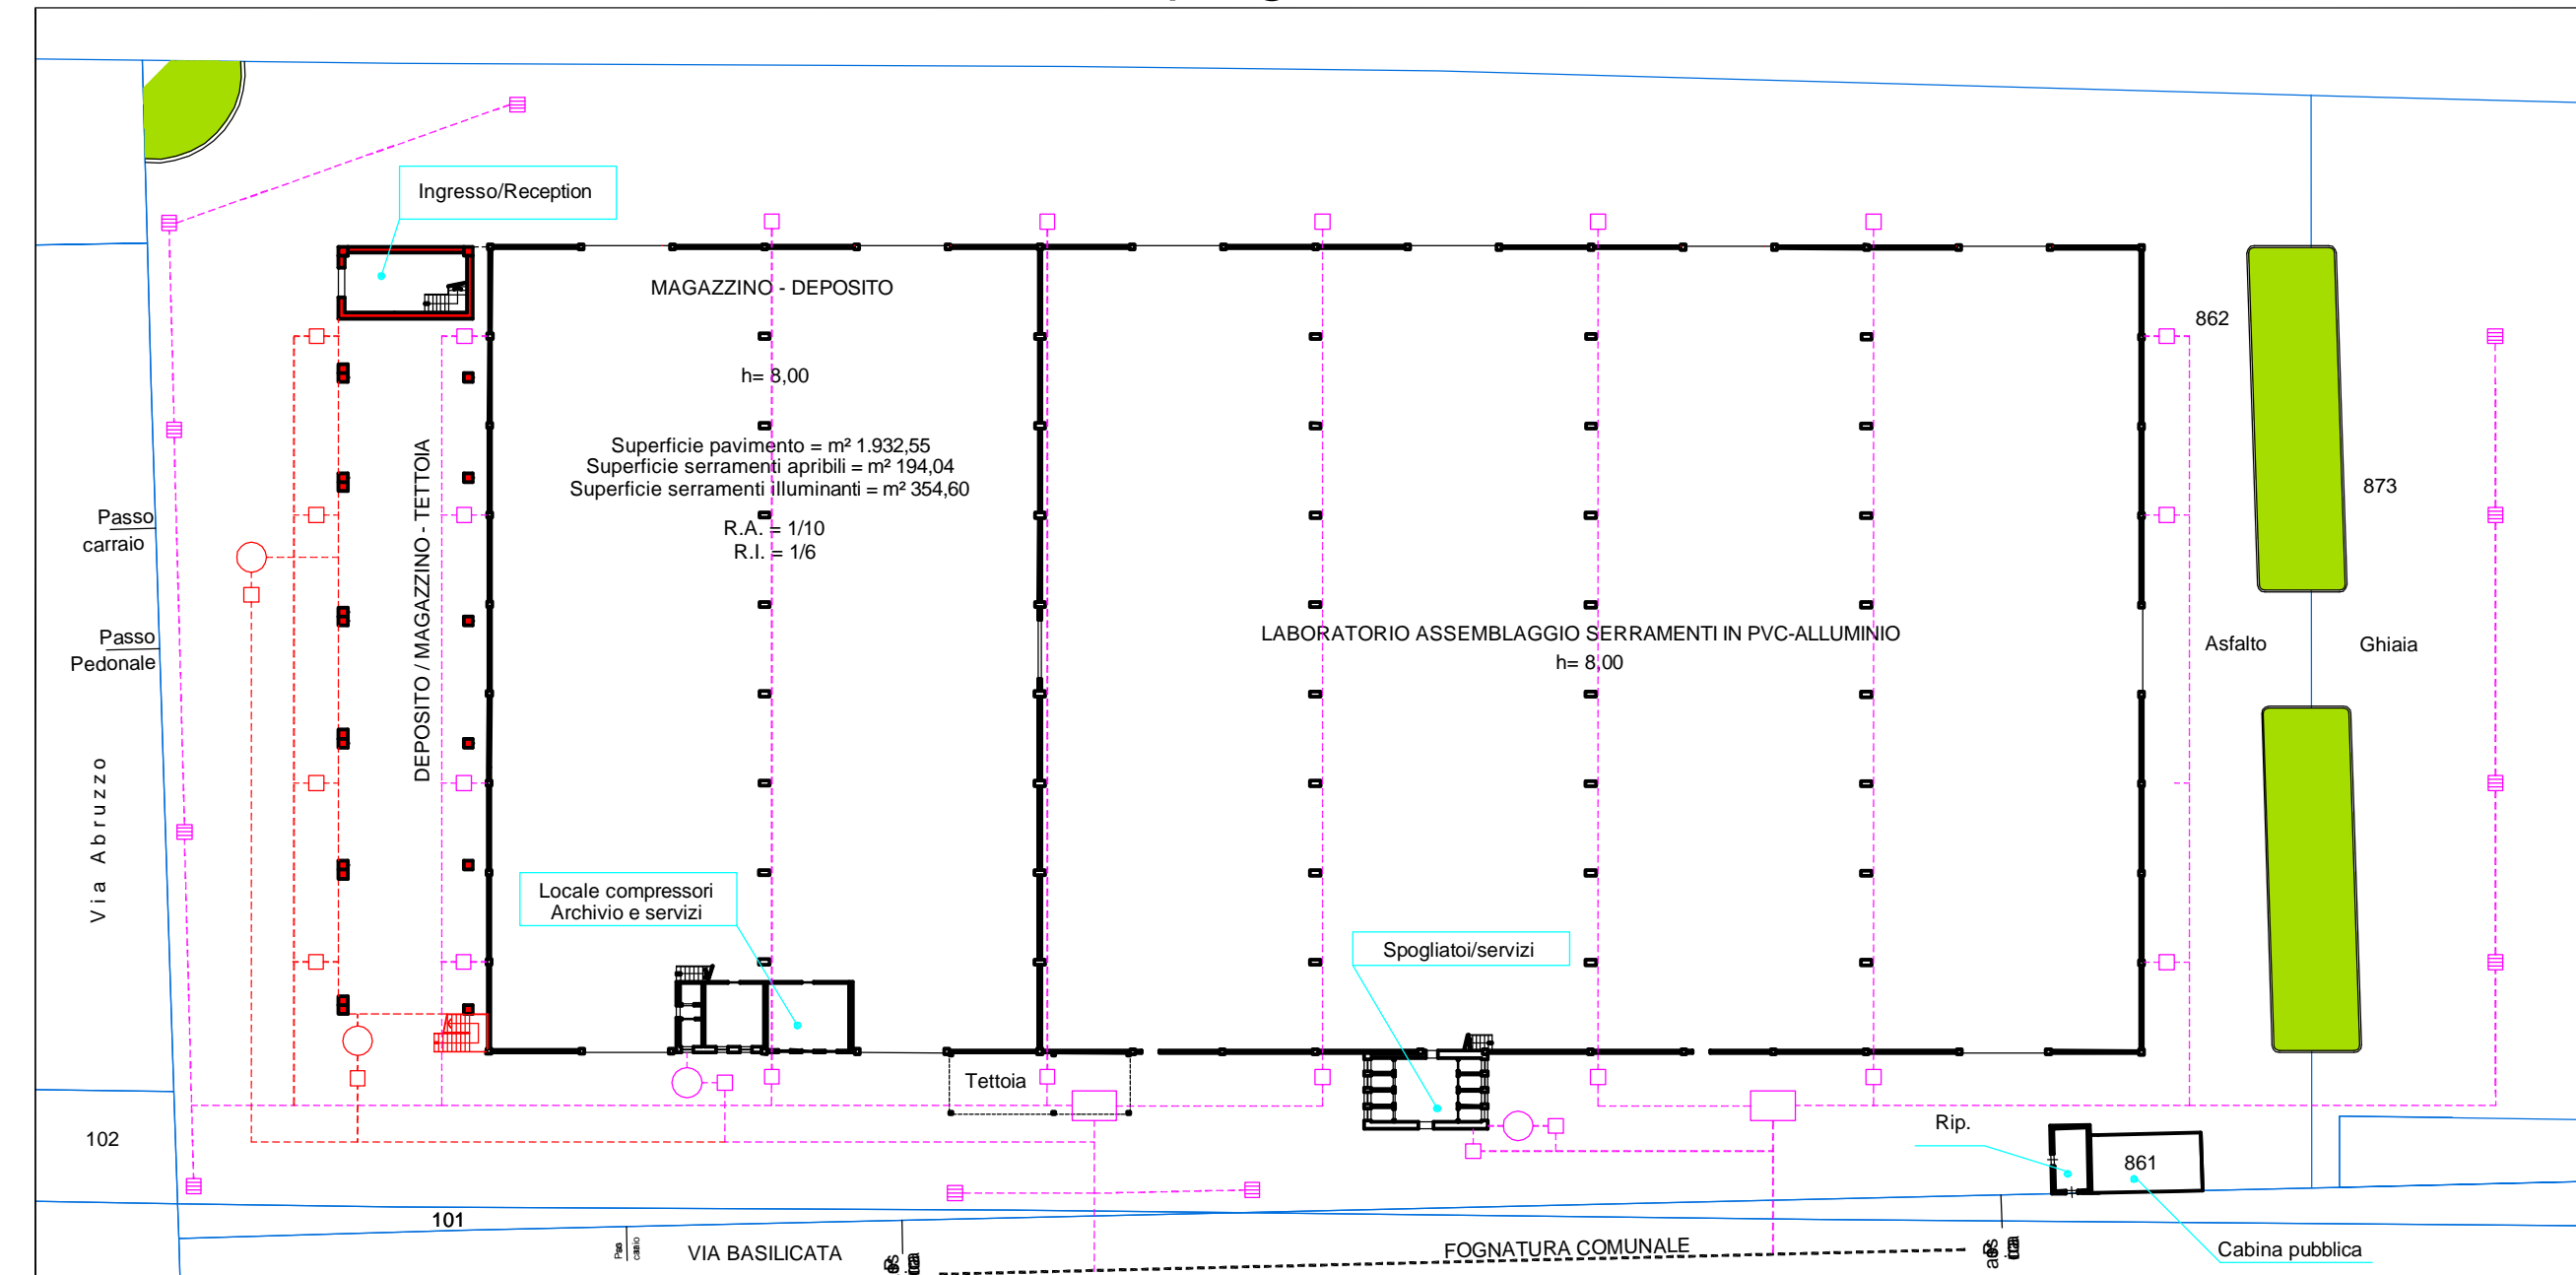 Ingresso/Reception
MAGAZZINO - DEPOSITO
h= 8,00
Superficie pavimento = m² 1.932,55
Superficie serramenti apribili = m² 194,04
Superficie serramenti illuminanti = m² 354,60
R.A. = 1/10
R.I. = 1/6
DEPOSITO / MAGAZZINO - TETTOIA
Passo
carraio
Passo
Pedonale
Via Abruzzo
LABORATORIO ASSEMBLAGGIO SERRAMENTI IN PVC-ALLUMINIO
h= 8,00
862
873
Asfalto
Ghiaia
Locale compressori
Archivio e servizi
Spogliatoi/servizi
Tettoia
Rip.
102
861
101
VIA BASILICATA
FOGNATURA COMUNALE
Cabina pubblica